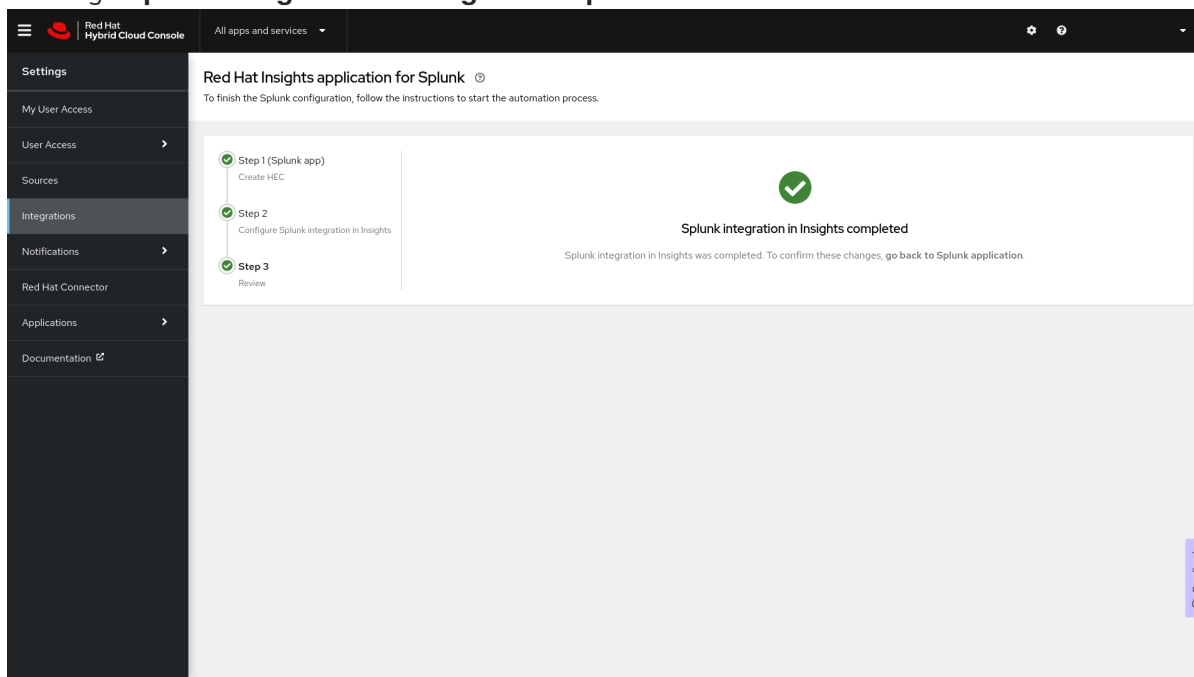 Red Hat
Hybrid Cloud Console
All apps and services
Settings
My User Access
User Access
Sources
Integrations
Notifications
Red Hat Connector
Applications
Documentation
Red Hat Insights application for Splunk
To finish the Splunk configuration, follow the instructions to start the automation process.
Step 1 (Splunk app)
Create HEC
Step 2
Configure Splunk integration in Insights
Step 3
Review
Splunk integration in Insights completed
Splunk integration in Insights was completed. To confirm these changes, go back to Splunk application.